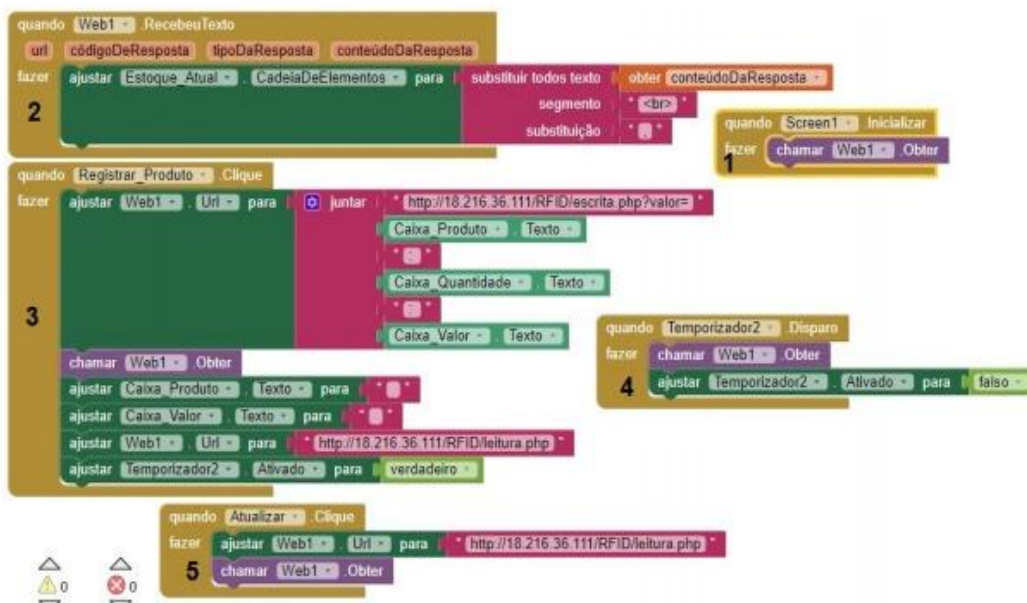 quando Web1 .RecebeuTexto
url códigoDeResposta tipoDaResposta conteúdoDaResposta
fazer ajustar Estoque_Atual . CadeiaDeElementos para substituir todos texto obter conteúdoDaResposta
segmento " <br> "
2
substituição " , "
quando Screen1 .Inicializar
fazer chamar Web1 .Obter
1
quando Registrar_Produto .Clique
fazer ajustar Web1 . Url para juntar " http://18.216.36.111/RFID/escrita.php?valor= "
Caixa_Produto . Texto
Caixa_Quantidade . Texto
3
Caixa_Valor . Texto
chamar Web1 .Obter
ajustar Caixa_Produto . Texto para " "
ajustar Caixa_Valor . Texto para " "
ajustar Web1 . Url para " http://18.216.36.111/RFID/leitura.php "
ajustar Temporizador2 . Ativado para verdadeiro
quando Temporizador2 .Disparo
fazer chamar Web1 .Obter
4 ajustar Temporizador2 . Ativado para falso
quando Atualizar .Clique
fazer ajustar Web1 . Url para " http://18.216.36.111/RFID/leitura.php "
5 chamar Web1 .Obter
0 0